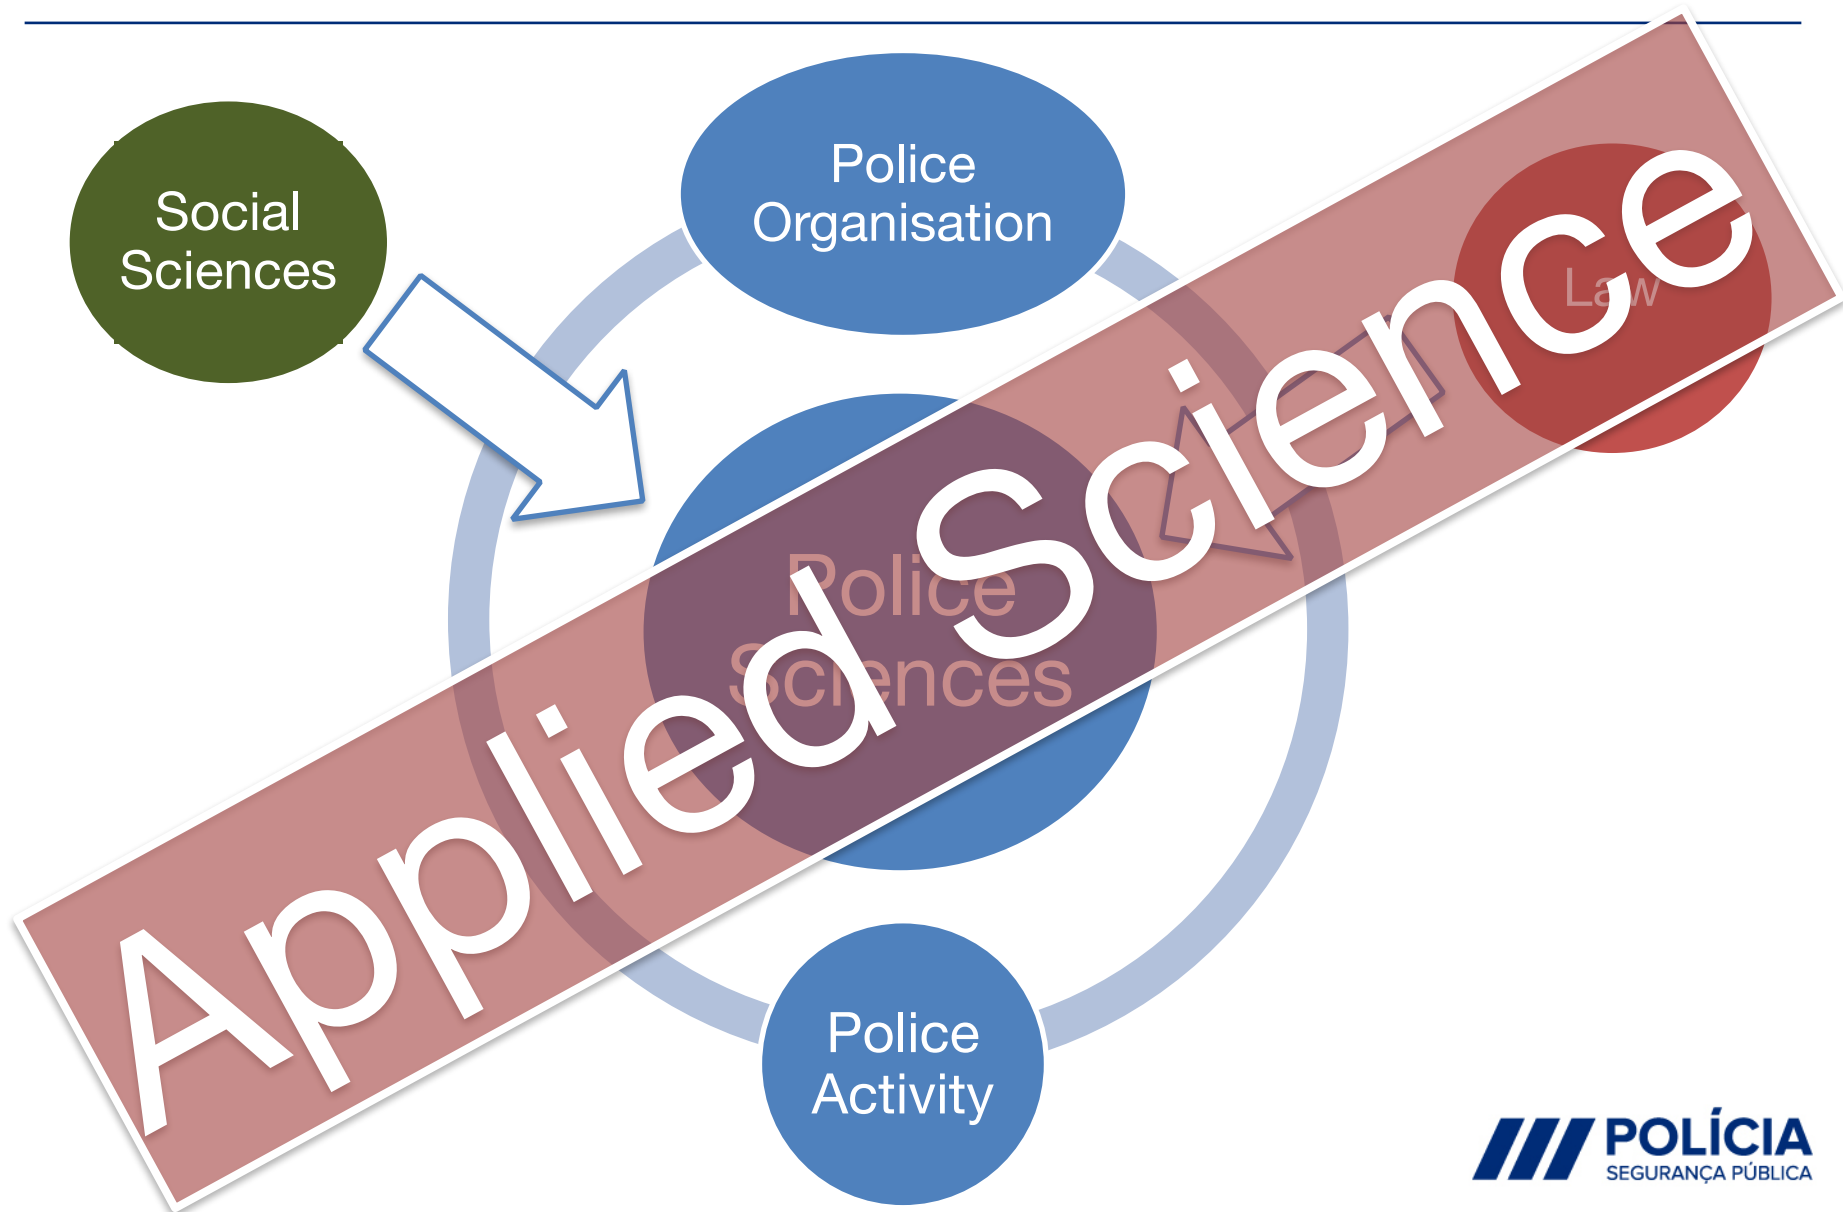 Social
Sciences
Police
Organisation
Law
Police
Sciences
Applied Science
Police
Activity
POLÍCIA
SEGURANÇA PÚBLICA